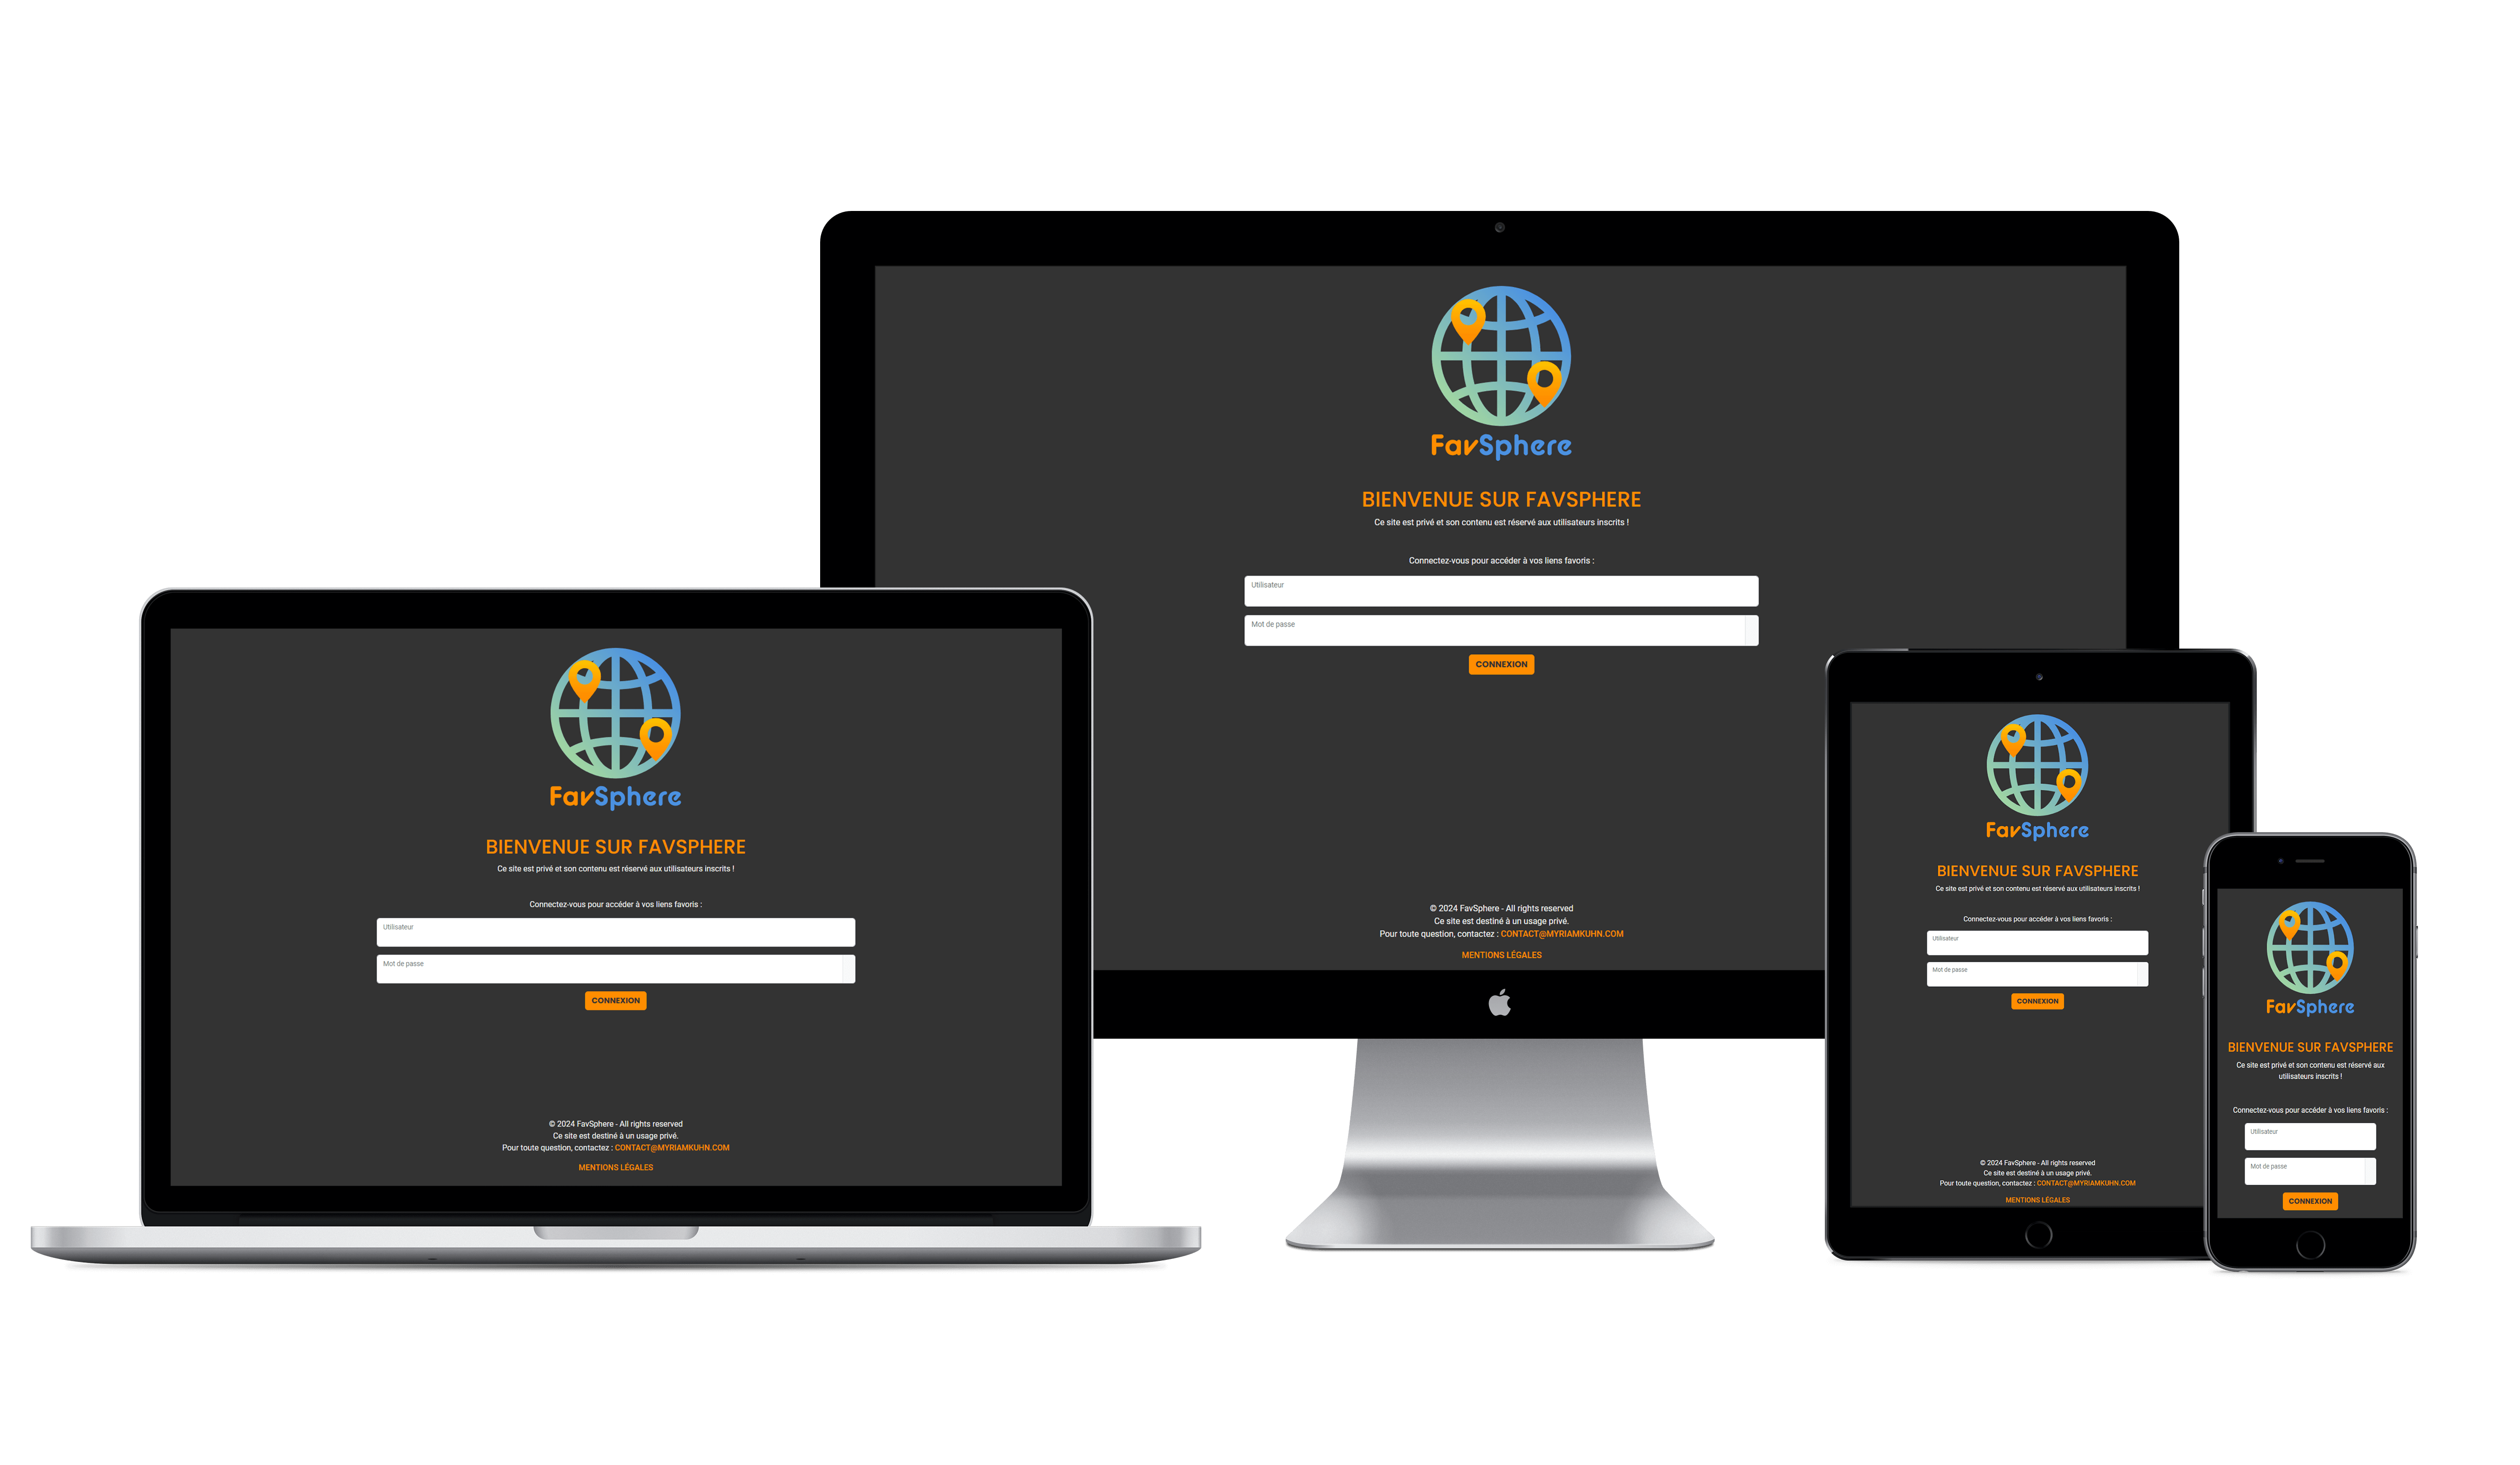 FavSphere
BIENVENUE SUR FAVSPHERE
Ce site est privé et son contenu est réservé aux utilisateurs inscrits !
Connectez-vous pour accéder à vos liens favoris :
Utilisateur
Mot de passe
CONNEXION
© 2024 FavSphere - All rights reserved
Ce site est destiné à un usage privé.
Pour toute question, contactez : CONTACT@MYRIAMKUHN.COM
MENTIONS LÉGALES
FavSphere
BIENVENUE SUR FAVSPHERE
Ce site est privé et son contenu est réservé aux utilisateurs inscrits !
Connectez-vous pour accéder à vos liens favoris :
Utilisateur
Mot de passe
CONNEXION
© 2024 FavSphere - All rights reserved
Ce site est destiné à un usage privé.
Pour toute question, contactez : CONTACT@MYRIAMKUHN.COM
MENTIONS LÉGALES
FavSphere
BIENVENUE SUR FAVSPHERE
Ce site est privé et son contenu est réservé aux utilisateurs inscrits !
Connectez-vous pour accéder à vos liens favoris :
Utilisateur
Mot de passe
CONNEXION
© 2024 FavSphere - All rights reserved
Ce site est destiné à un usage privé.
Pour toute question, contactez : CONTACT@MYRIAMKUHN.COM
MENTIONS LÉGALES
FavSphere
BIENVENUE SUR FAVSPHERE
Ce site est privé et son contenu est réservé aux
utilisateurs inscrits !
Connectez-vous pour accéder à vos liens favoris :
Utilisateur
Mot de passe
CONNEXION